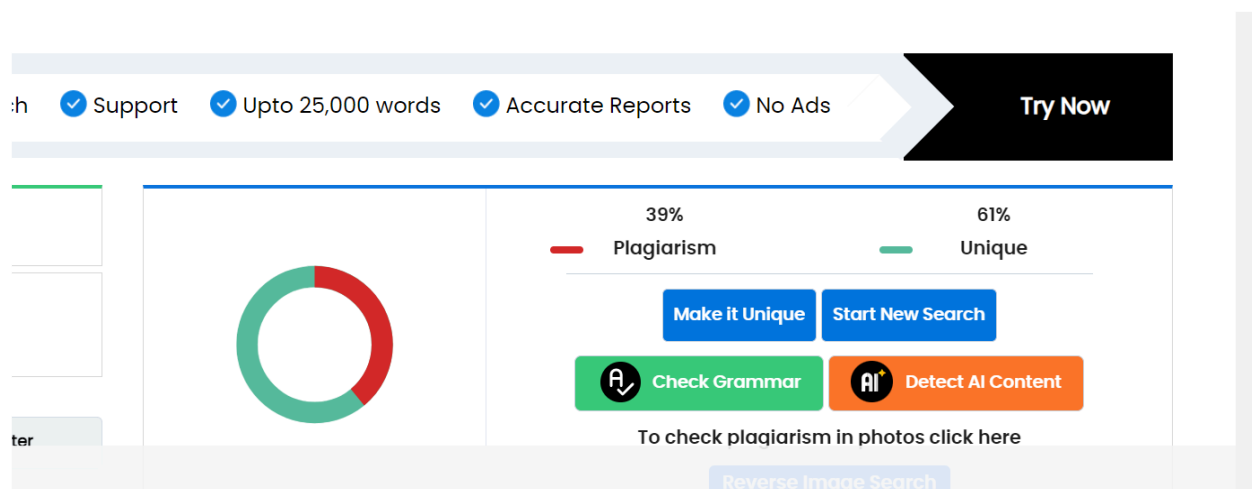 Support Upto 25,000 words Accurate Reports No Ads Try Now
39% 61%
Plagiarism Unique
Make it Unique Start New Search
Check Grammar AI Detect AI Content
To check plagiarism in photos click here
Reverse Image Search